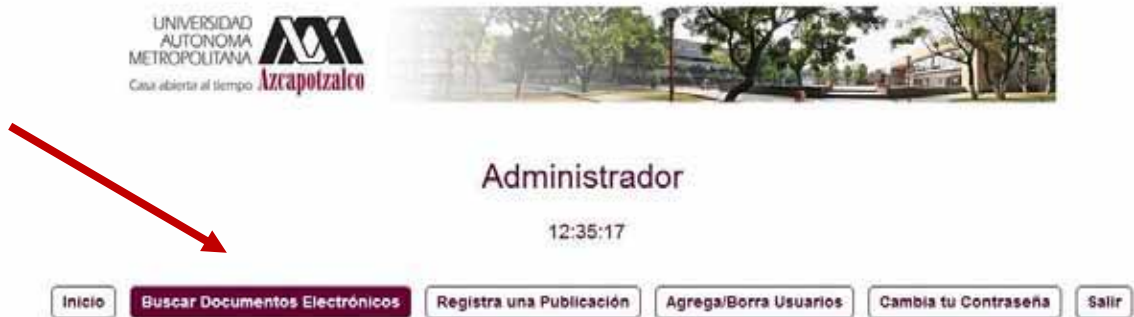 UNIVERSIDAD
AUTONOMA
METROPOLITANA
Casa abierta al tiempo Azcapotzalco
Administrador
12:35:17
Inicio Buscar Documentos Electrónicos Registra una Publicación Agrega/Borra Usuarios Cambia tu Contraseña Salir